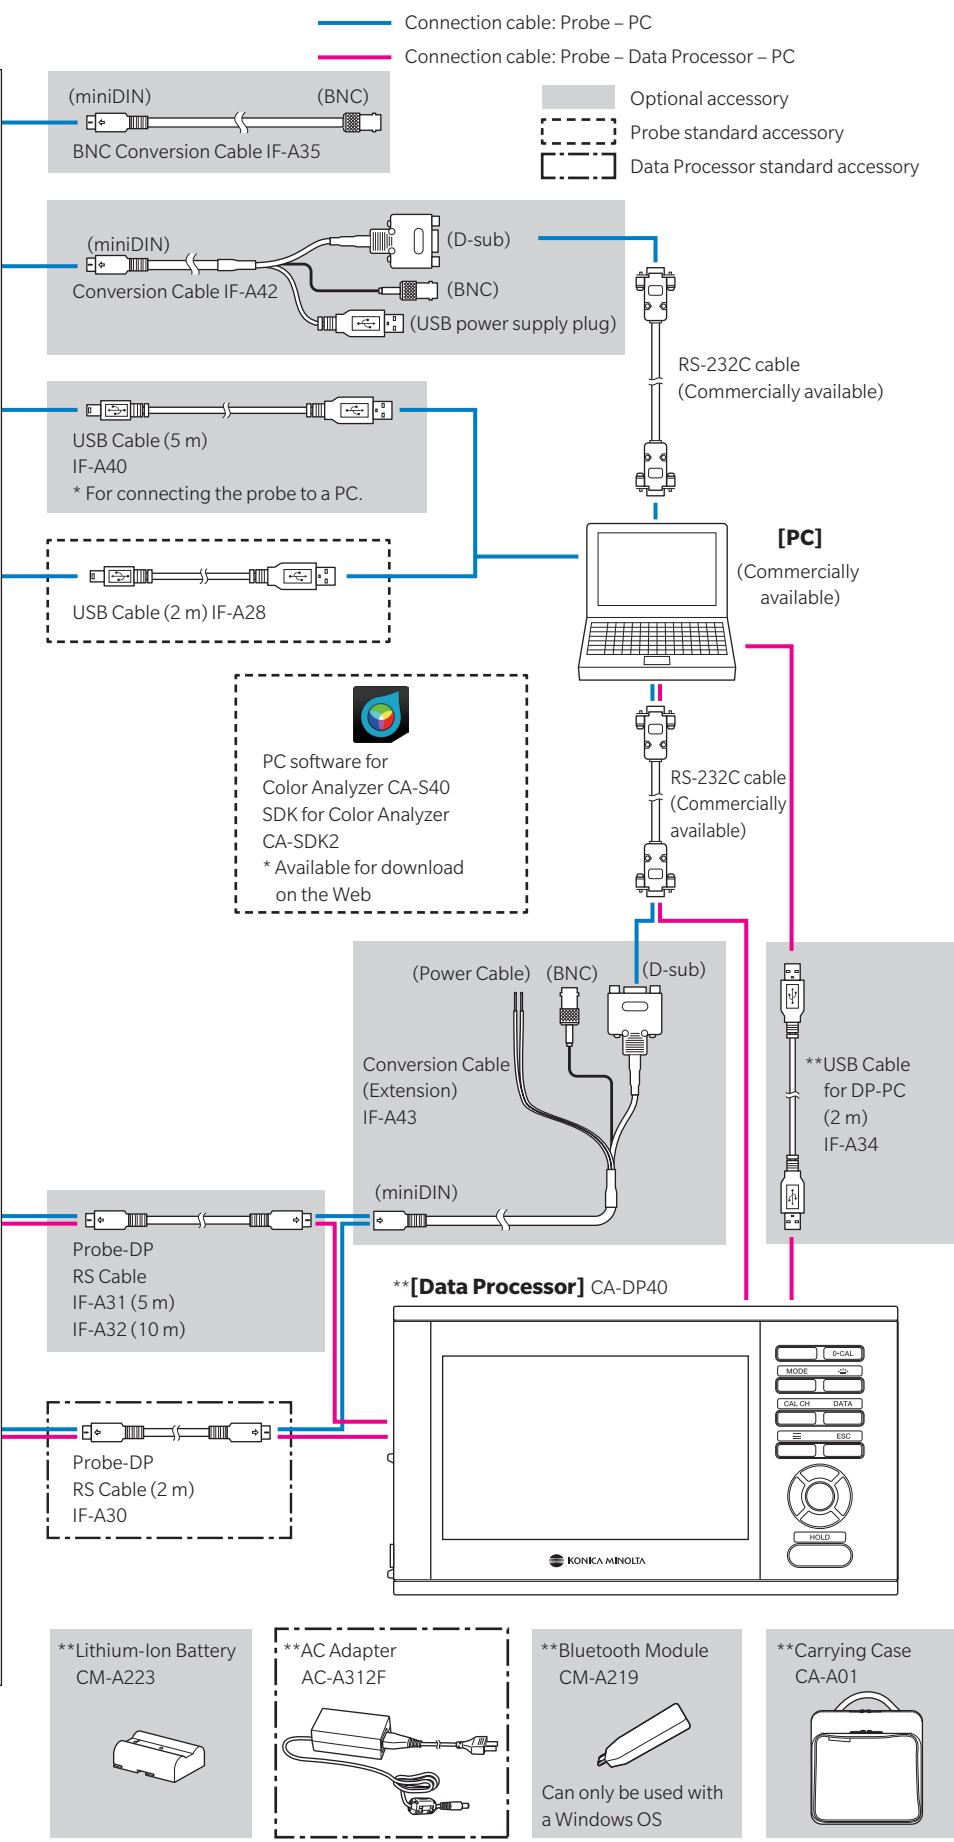 Connection cable: Probe – PC
Connection cable: Probe – Data Processor – PC
Optional accessory
Probe standard accessory
Data Processor standard accessory
(miniDIN)
(BNC)
BNC Conversion Cable IF-A35
(miniDIN)
(D-sub)
Conversion Cable IF-A42
(BNC)
(USB power supply plug)
RS-232C cable
(Commercially available)
USB Cable (5 m)
IF-A40
* For connecting the probe to a PC.
[PC]
(Commercially
available)
USB Cable (2 m) IF-A28
PC software for
Color Analyzer CA-S40
SDK for Color Analyzer
CA-SDK2
* Available for download
on the Web
RS-232C cable
(Commercially
available)
(Power Cable)
(BNC)
(D-sub)
Conversion Cable
(Extension)
IF-A43
(miniDIN)
**USB Cable
for DP-PC
(2 m)
IF-A34
Probe-DP
RS Cable
IF-A31 (5 m)
IF-A32 (10 m)
**[Data Processor] CA-DP40
0-CAL
MODE
CAL CH
DATA
ESC
HOLD
KONICA MINOLTA
Probe-DP
RS Cable (2 m)
IF-A30
**Lithium-Ion Battery
CM-A223
**AC Adapter
AC-A312F
**Bluetooth Module
CM-A219
Can only be used with
a Windows OS
**Carrying Case
CA-A01